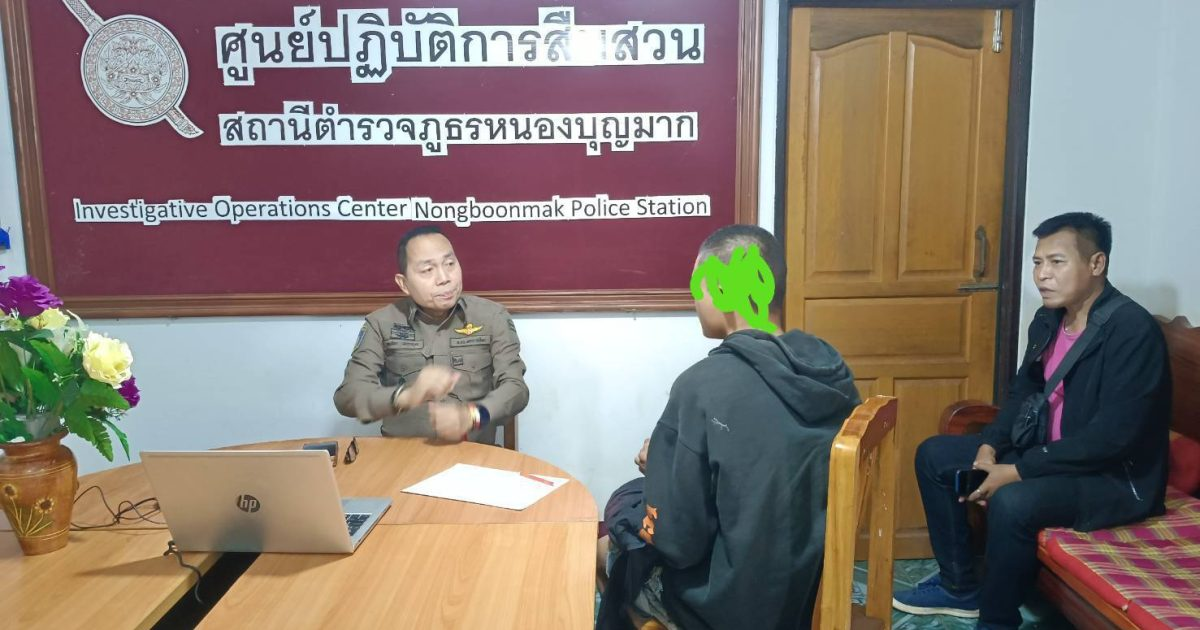 ศูนย์ปฏิบัติการสืบสวน
สถานีตำรวจภูธรหนองบุญมาก
Investigative Operations Center Nongboonmak Police Station
hp